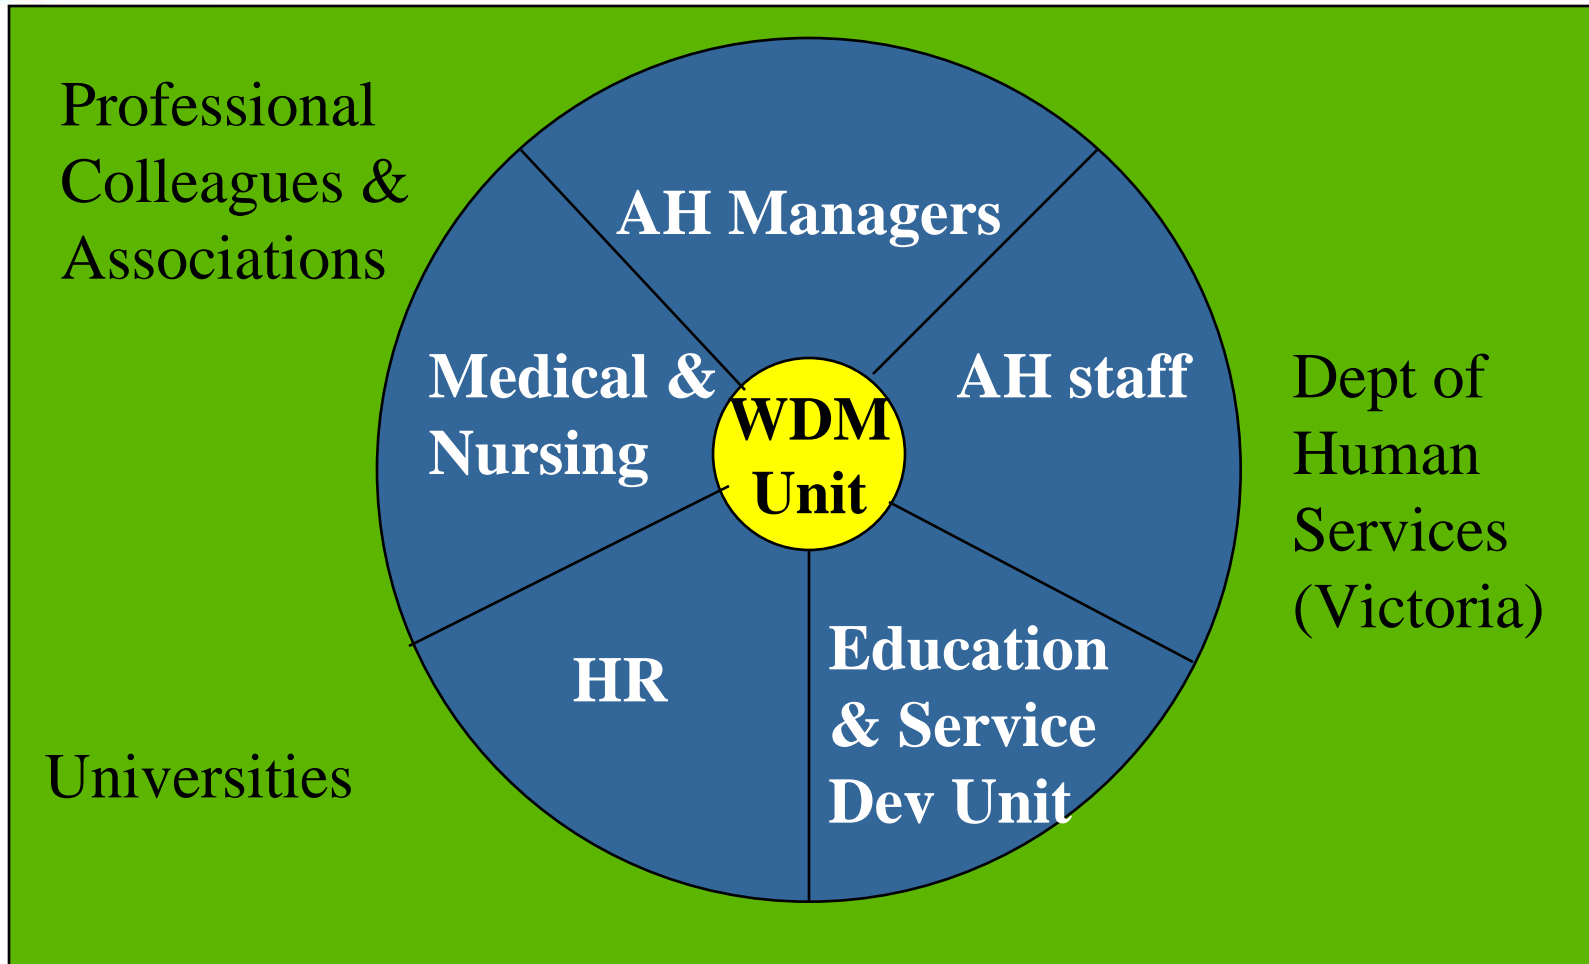 Professional
Colleagues &
Associations
AH Managers
Medical &
Nursing
WDM
Unit
AH staff
Dept of
Human
Services
(Victoria)
HR
Education
& Service
Dev Unit
Universities